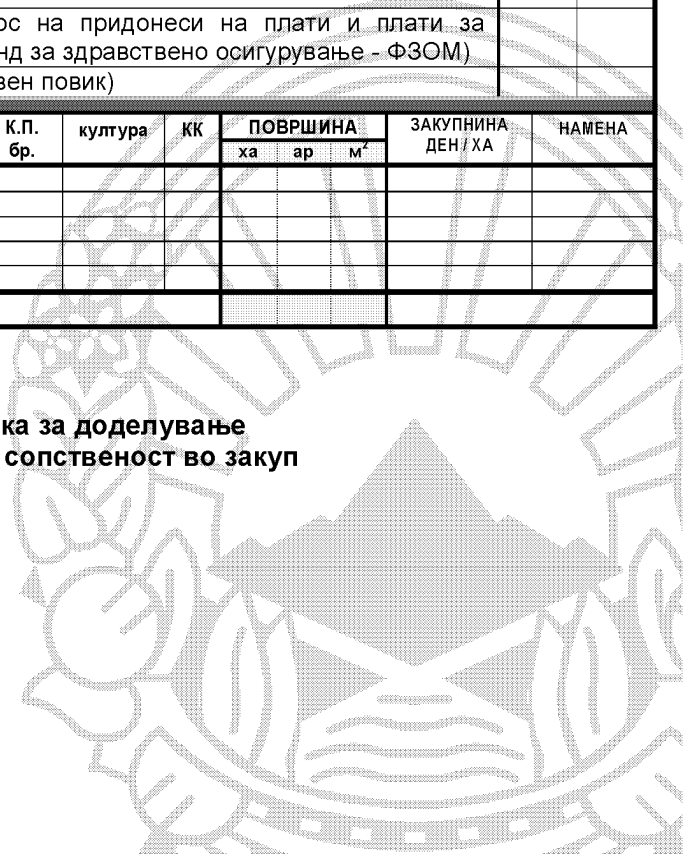 ос на придонеси на плати и плати за
нд за здравствено осигурување - ФЗОМ)
вен повик)
К.П. бр. култура КК ПОВРШИНА ЗАКУПНИНА ДЕН / ХА НАМЕНА
ха ар м²
ка за доделување
сопственост во закуп